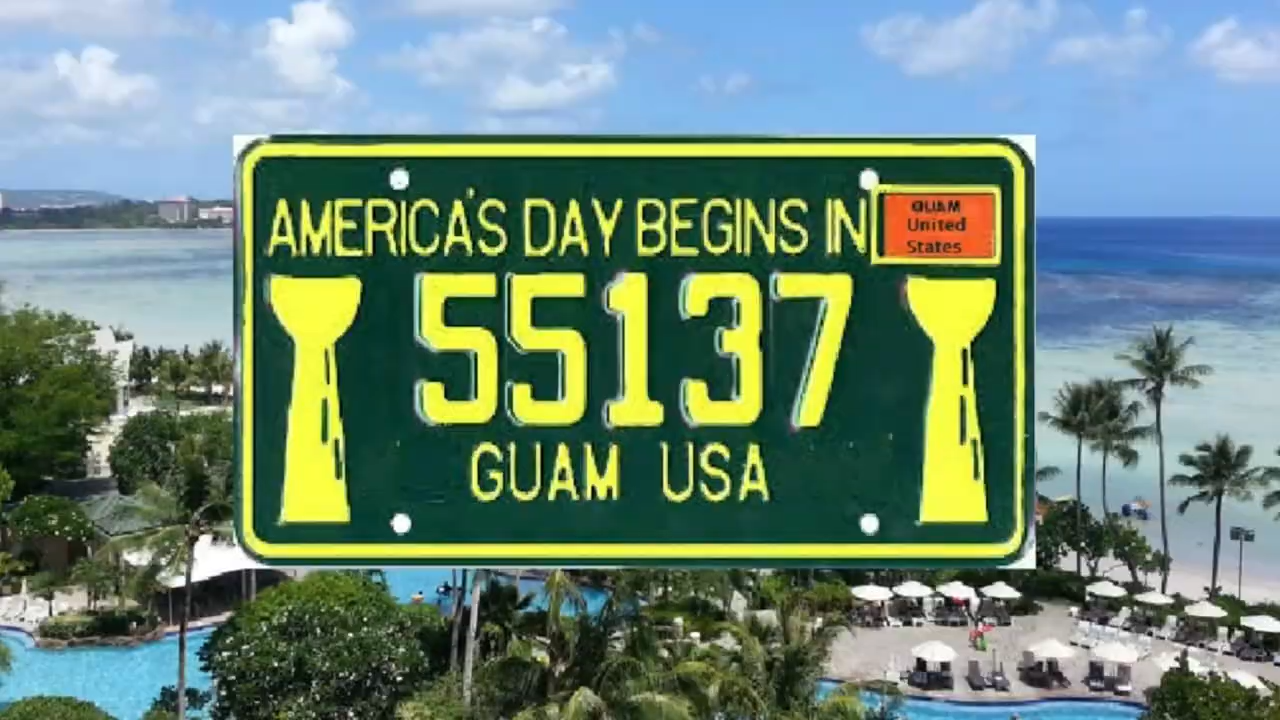 AMERICA'S DAY BEGINS IN
GUAM
United
States
55137
GUAM USA